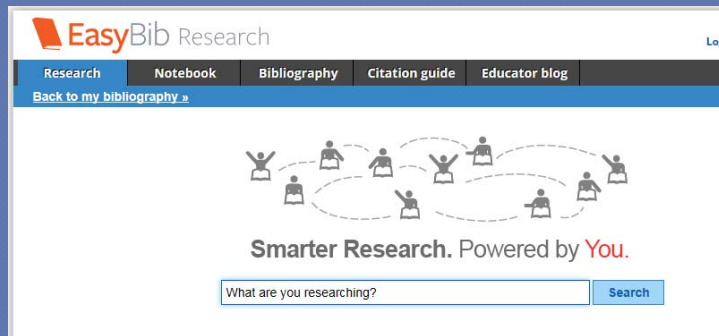 EasyBib Research
Lo
Research Notebook Bibliography Citation guide Educator blog
Back to my bibliography »
Smarter Research. Powered by You.
What are you researching?
Search